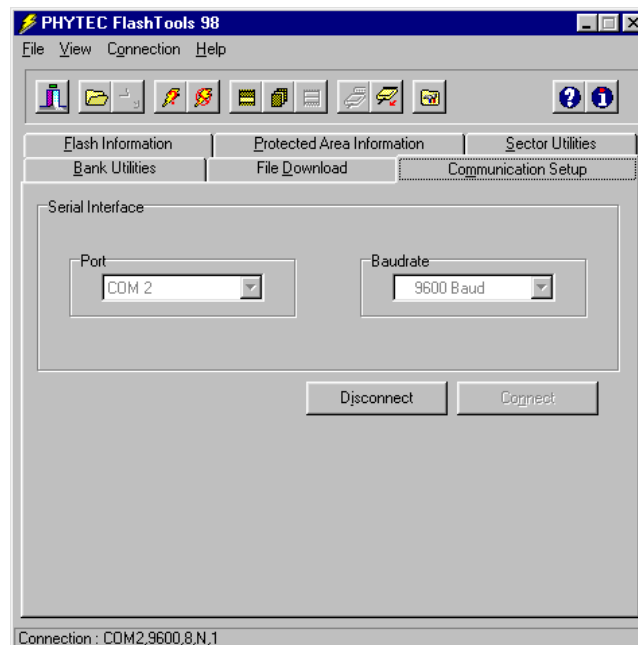 PHYTEC FlashTools 98
File View Connection Help
Flash Information Protected Area Information Sector Utilities
Bank Utilities File Download Communication Setup
Serial Interface
Port Baudrate
COM 2 9600 Baud
Disconnect Connect
Connection : COM2,9600,8,N,1